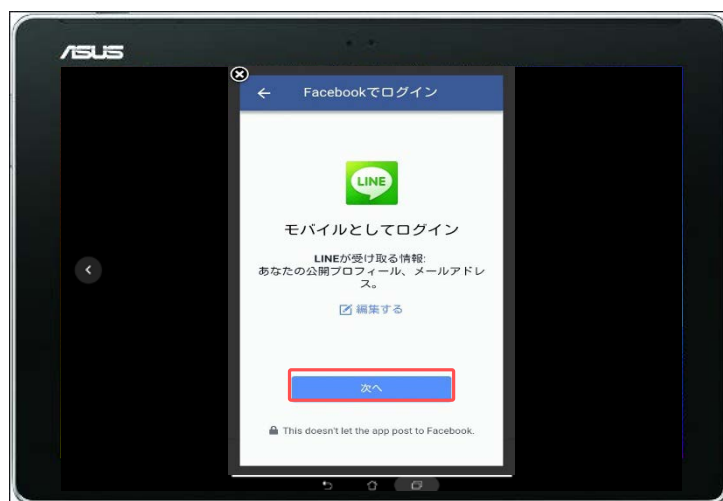 ASUS
Facebookでログイン
LINE
モバイルとしてログイン
LINEが受け取る情報:
あなたの公開プロフィール、メールアドレ
ス。
編集する
次へ
This doesn't let the app post to Facebook.